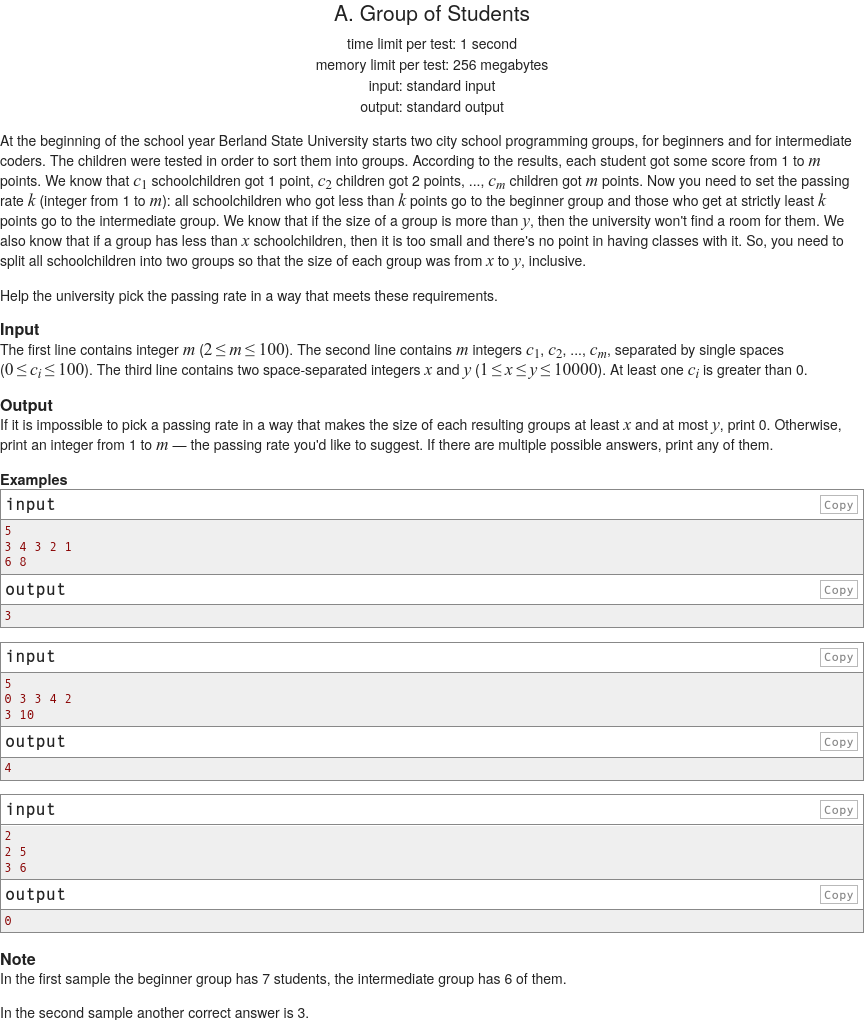 A. Group of Students
time limit per test: 1 second
memory limit per test: 256 megabytes
input: standard input
output: standard output
At the beginning of the school year Berland State University starts two city school programming groups, for beginners and for intermediate
coders. The children were tested in order to sort them into groups. According to the results, each student got some score from 1 to m
points. We know that c1 schoolchildren got 1 point, c2 children got 2 points, ..., cm children got m points. Now you need to set the passing
rate k (integer from 1 to m): all schoolchildren who got less than k points go to the beginner group and those who get at strictly least k
points go to the intermediate group. We know that if the size of a group is more than y, then the university won't find a room for them. We
also know that if a group has less than x schoolchildren, then it is too small and there's no point in having classes with it. So, you need to
split all schoolchildren into two groups so that the size of each group was from x to y, inclusive.
Help the university pick the passing rate in a way that meets these requirements.
Input
The first line contains integer m (2 ≤ m ≤ 100). The second line contains m integers c1, c2, ..., cm, separated by single spaces
(0 ≤ ci ≤ 100). The third line contains two space-separated integers x and y (1 ≤ x ≤ y ≤ 10000). At least one ci is greater than 0.
Output
If it is impossible to pick a passing rate in a way that makes the size of each resulting groups at least x and at most y, print 0. Otherwise,
print an integer from 1 to m — the passing rate you'd like to suggest. If there are multiple possible answers, print any of them.
Examples
input Copy
5
3 4 3 2 1
6 8
output Copy
3
input Copy
5
0 3 3 4 2
3 10
output Copy
4
input Copy
2
2 5
3 6
output Copy
0
Note
In the first sample the beginner group has 7 students, the intermediate group has 6 of them.
In the second sample another correct answer is 3.